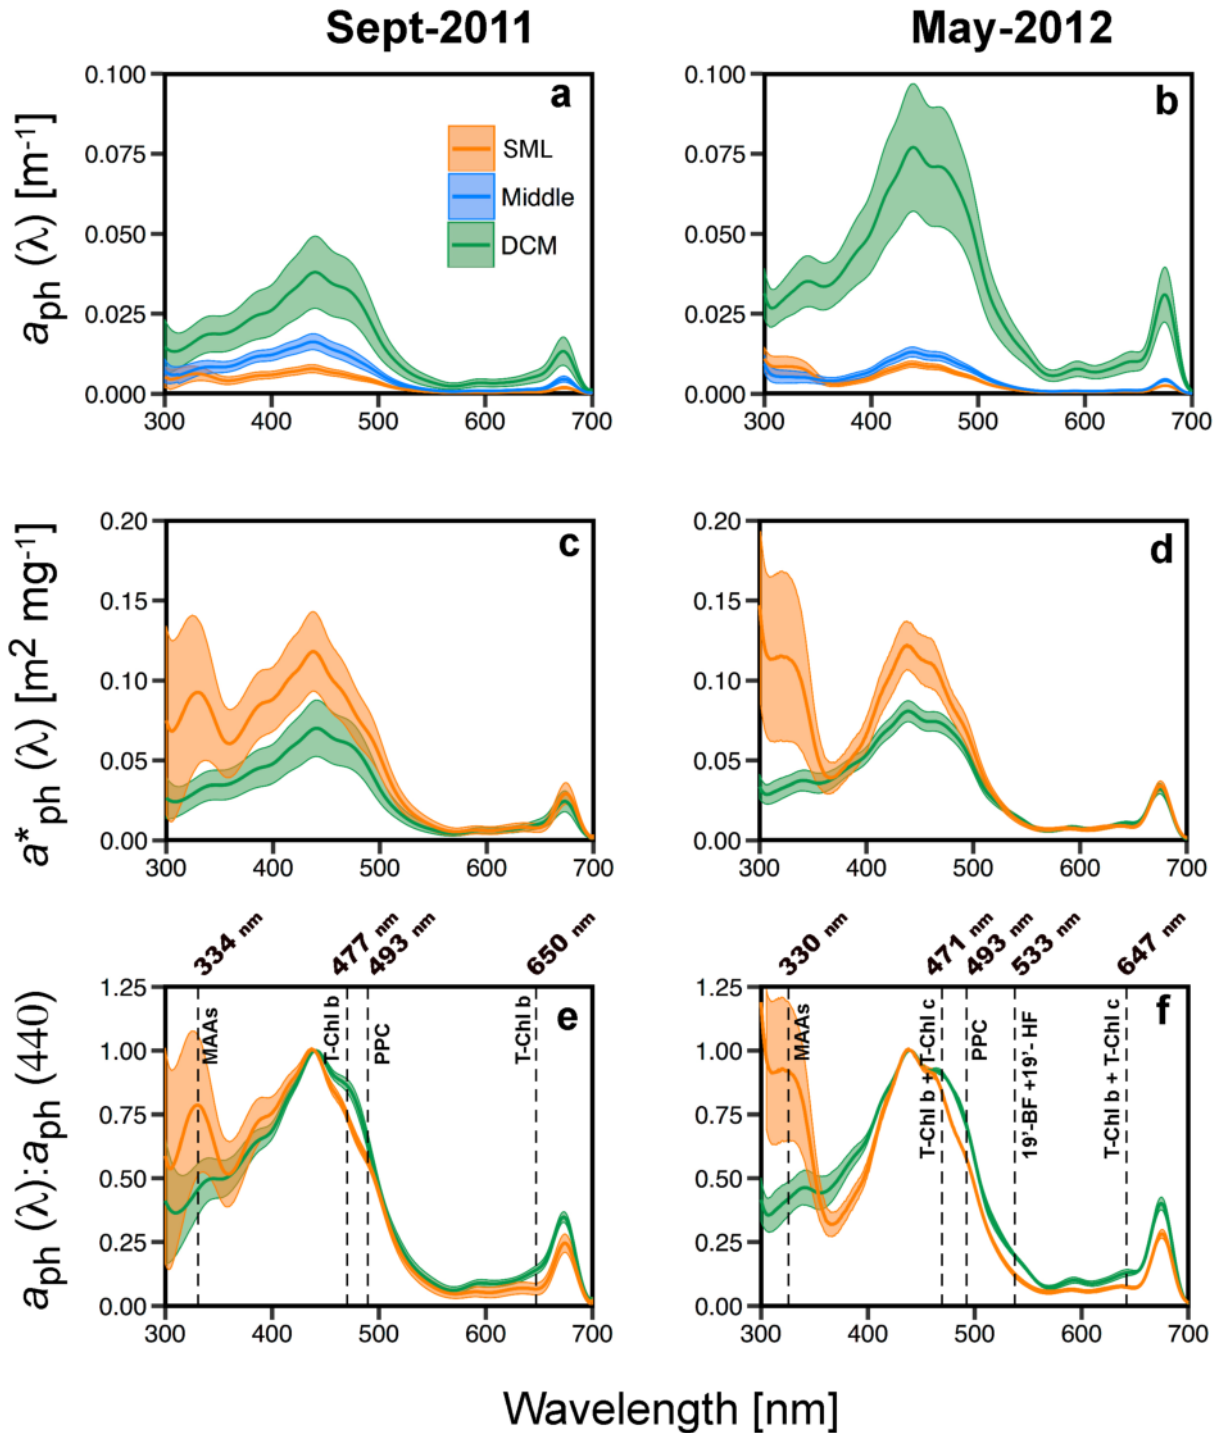 Sept-2011
May-2012
a
b
SML
Middle
DCM
aph (λ) [m-1]
0.100
0.075
0.050
0.025
0.000
300 400 500 600 700
0.100
0.075
0.050
0.025
0.000
300 400 500 600 700
c
d
a*ph (λ) [m2 mg-1]
0.20
0.15
0.10
0.05
0.00
300 400 500 600 700
0.20
0.15
0.10
0.05
0.00
300 400 500 600 700
334 nm
477 nm
493 nm
650 nm
330 nm
471 nm
493 nm
533 nm
647 nm
e
f
aph (λ):aph (440)
1.25
1.00
0.75
0.50
0.25
0.00
MAAs
T-Chl b
PPC
T-Chl b
300 400 500 600 700
1.25
1.00
0.75
0.50
0.25
0.00
MAAs
T-Chl b + T-Chl c
PPC
19'-BF +19'- HF
T-Chl b + T-Chl c
300 400 500 600 700
Wavelength [nm]